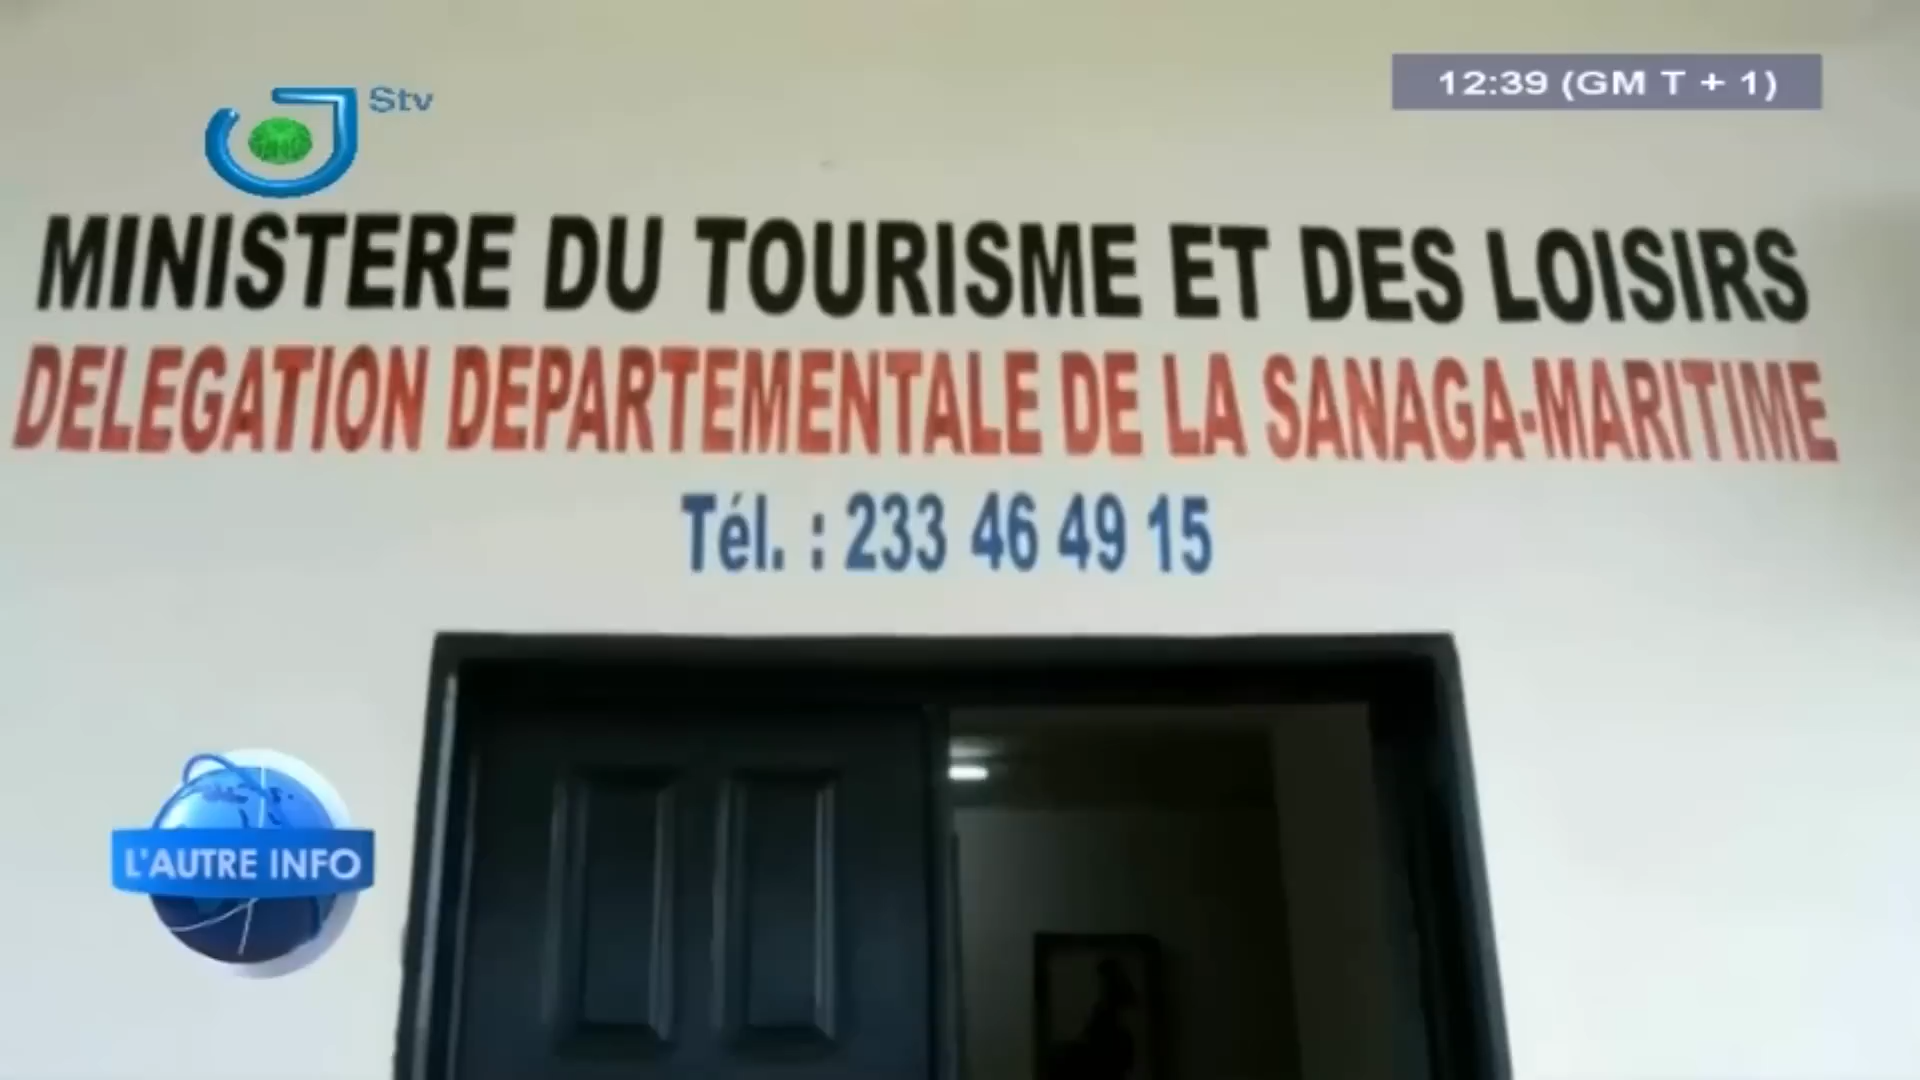 Stv
12:39 (GM T + 1)
MINISTERE DU TOURISME ET DES LOISIRS
DELEGATION DEPARTEMENTALE DE LA SANAGA-MARITIME
Tél. : 233 46 49 15
L'AUTRE INFO